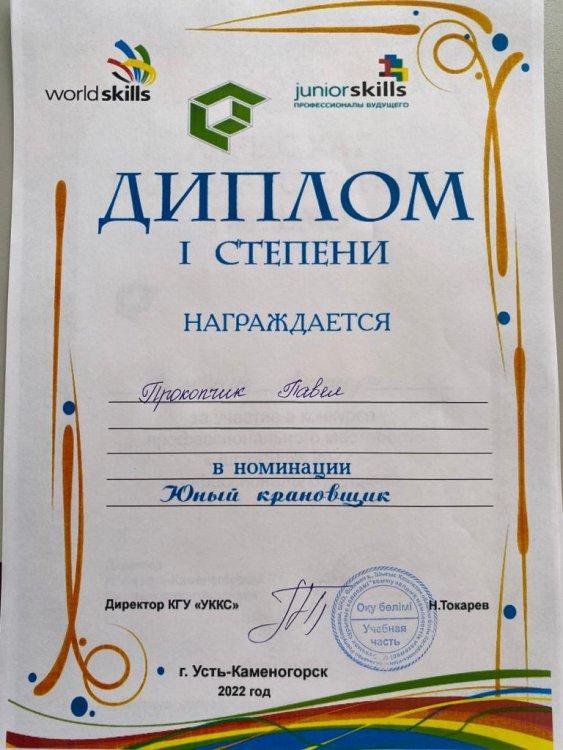 worldskills
juniorskills
ПРОФЕССИОНАЛЫ БУДУЩЕГО
ДИПЛОМ
I СТЕПЕНИ
НАГРАЖДАЕТСЯ
Прокопчик Павел
в номинации
Юный крановщик
Директор КГУ «УККС»
Н.Токарев
Оқу бөлімі
Учебная
часть
г. Усть-Каменогорск
2022 год